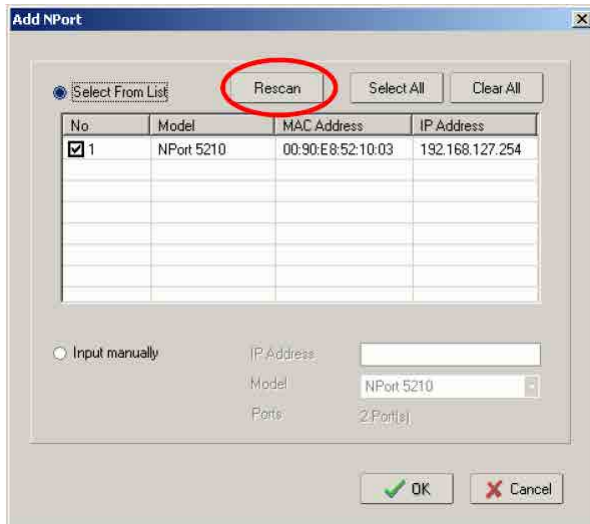 Add NPort
Select From List Rescan Select All Clear All
No Model MAC Address IP Address
1 NPort 5210 00:90:E8:52:10:03 192.168.127.254
Input manually IP Address
Model NPort 5210
Ports 2 Port(s)
OK Cancel